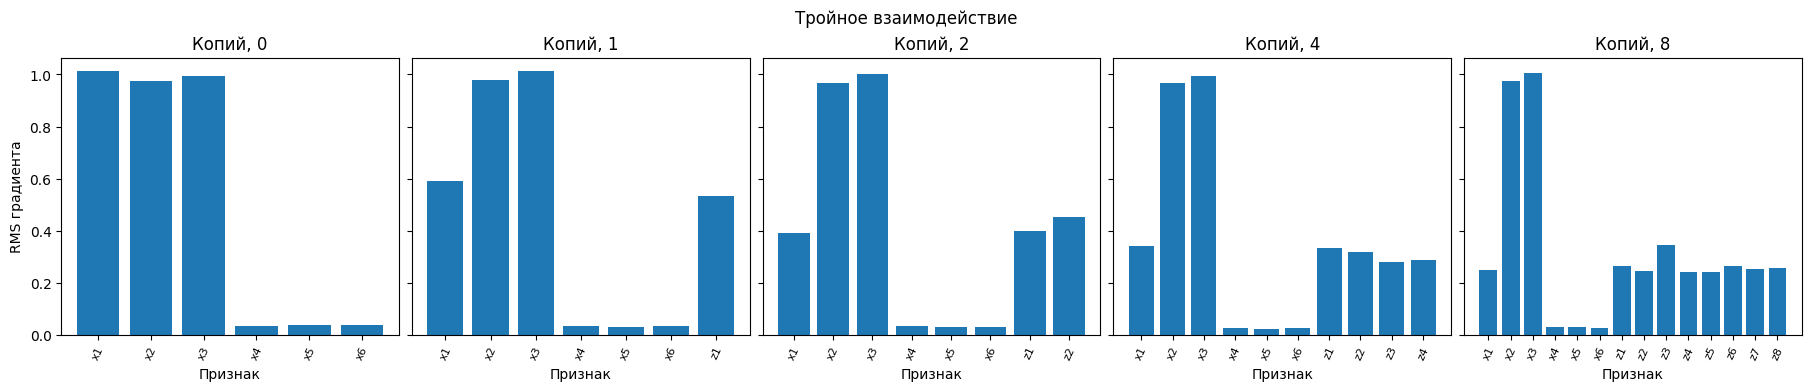 Тройное взаимодействие
Копий, 0
Копий, 1
Копий, 2
Копий, 4
Копий, 8
RMS градиента
1.0
0.8
0.6
0.4
0.2
0.0
x1 x2 x3 x4 x5 x6
x1 x2 x3 x4 x5 x6 z1
x1 x2 x3 x4 x5 x6 z1 z2
x1 x2 x3 x4 x5 x6 z1 z2 z3 z4
x1 x2 x3 x4 x5 x6 z1 z2 z3 z4 z5 z6 z7 z8
Признак
Признак
Признак
Признак
Признак